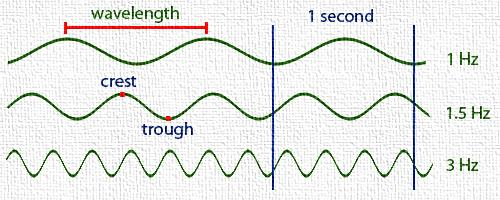 wavelength
1 second
1 Hz
crest
trough
1.5 Hz
3 Hz